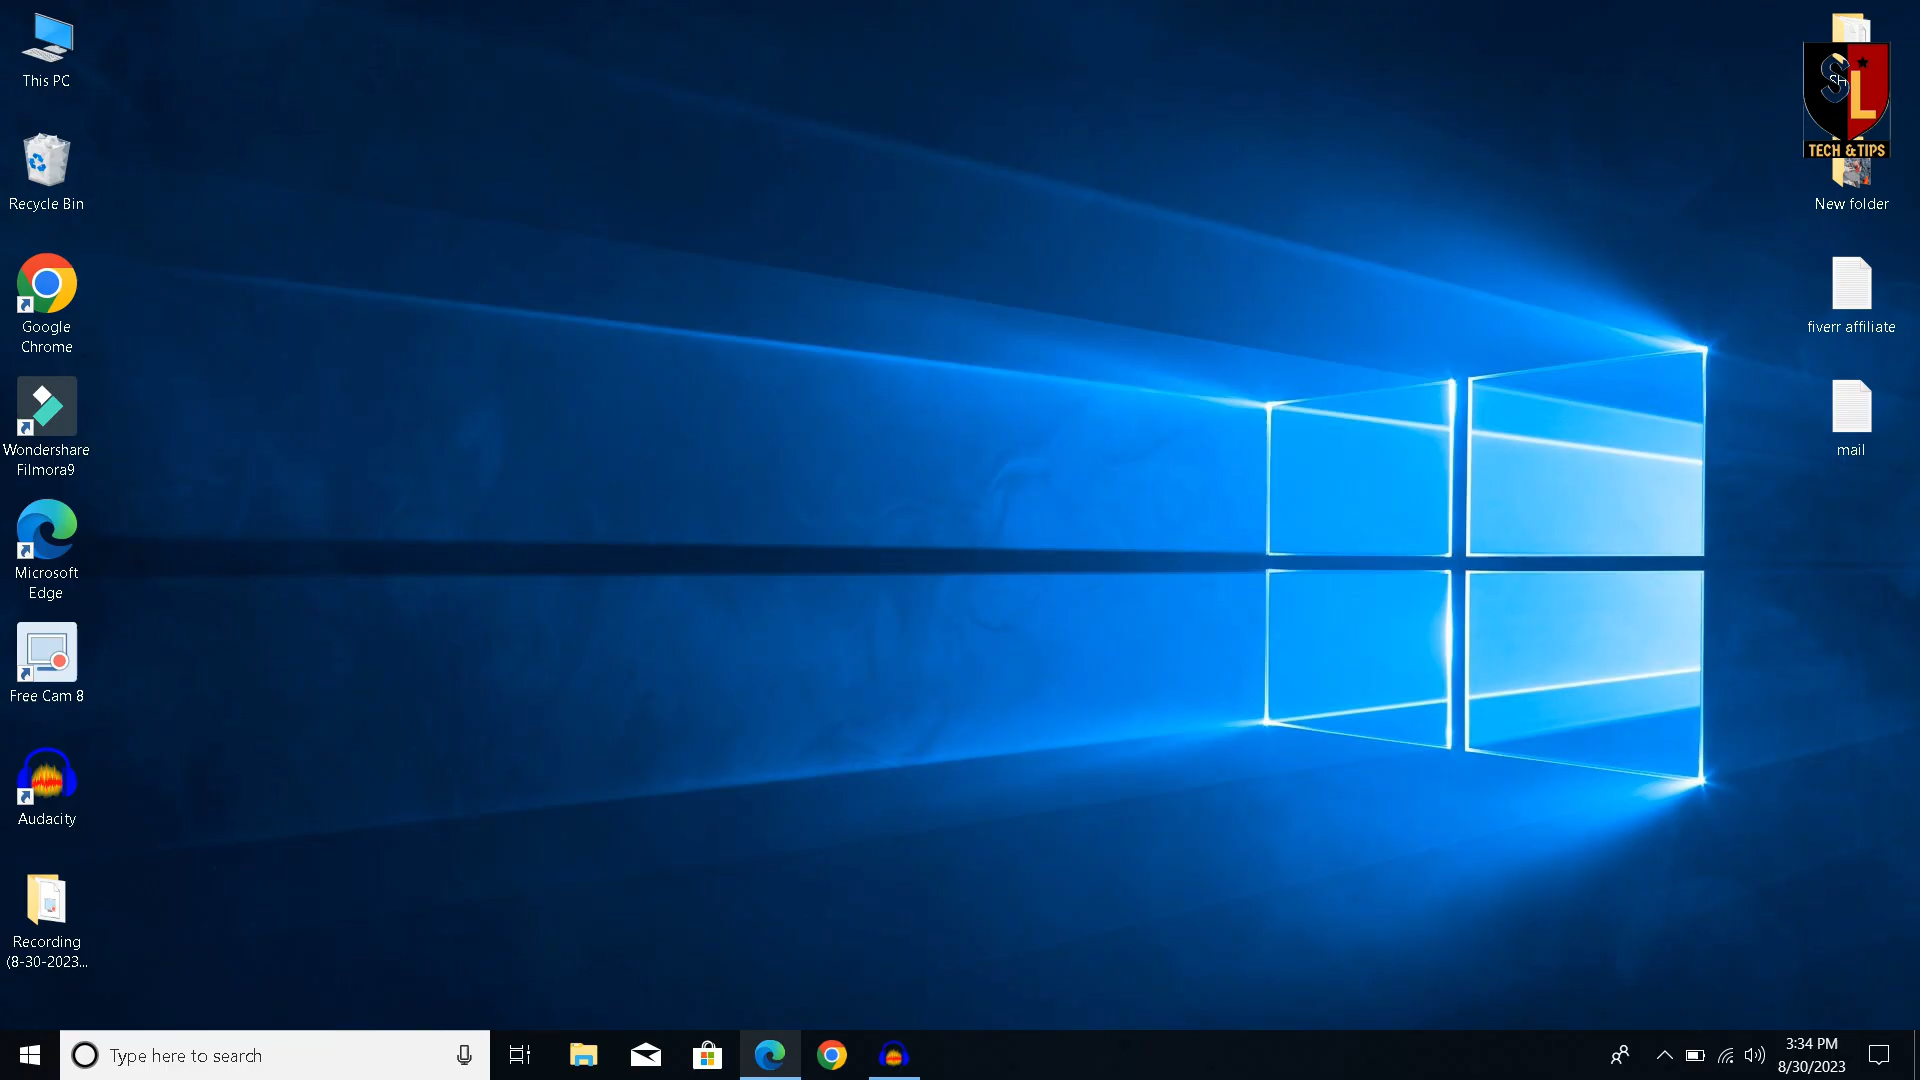 This PC
Recycle Bin
Google
Chrome
Wondershare
Filmora9
Microsoft
Edge
Free Cam 8
Audacity
Recording
(8-30-2023...
SL
TECH & TIPS
New folder
fiverr affiliate
mail
Type here to search
3:34 PM
8/30/2023